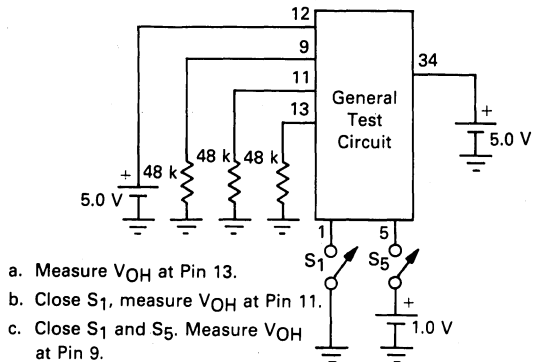 12
9
11
13
34
General
Test
Circuit
+
5.0 V
48 k
48 k
48 k
+
5.0 V
1
5
S1
S5
+
1.0 V
a. Measure VOH at Pin 13.
b. Close S1, measure VOH at Pin 11.
c. Close S1 and S5. Measure VOH
at Pin 9.